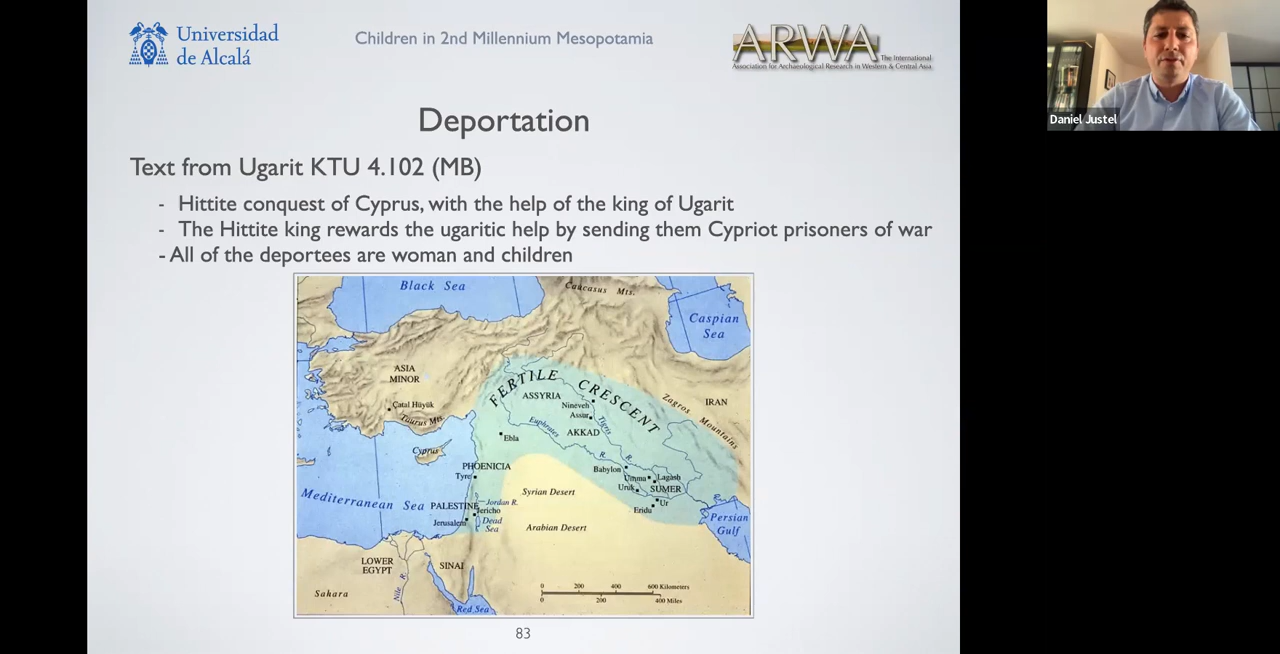 Universidad
de Alcalá
Children in 2nd Millennium Mesopotamia
ARWA
The International
Association for Archaeological Research in Western & Central Asia
Daniel Justel
Deportation
Text from Ugarit KTU 4.102 (MB)
- Hittite conquest of Cyprus, with the help of the king of Ugarit
- The Hittite king rewards the ugaritic help by sending them Cypriot prisoners of war
- All of the deportees are woman and children
Black Sea
Caucasus Mts.
Caspian
Sea
ASIA
MINOR
Çatal Hüyük
Taurus Mts.
FERTILE CRESCENT
ASSYRIA
Nineveh
Assur
Tigris R.
Zagros Mountains
IRAN
Euphrates R.
AKKAD
Ebla
Cyprus
PHOENICIA
Tyre
Babylon
Umma
Lagash
Uruk
SUMER
Ur
Eridu
Syrian Desert
Mediterranean Sea
PALESTINE
Jordan R.
Jericho
Jerusalem
Dead
Sea
Arabian Desert
Persian
Gulf
LOWER
EGYPT
SINAI
Nile R.
Sahara
Red Sea
0 200 400 600 Kilometers
0 200 400 Miles
83